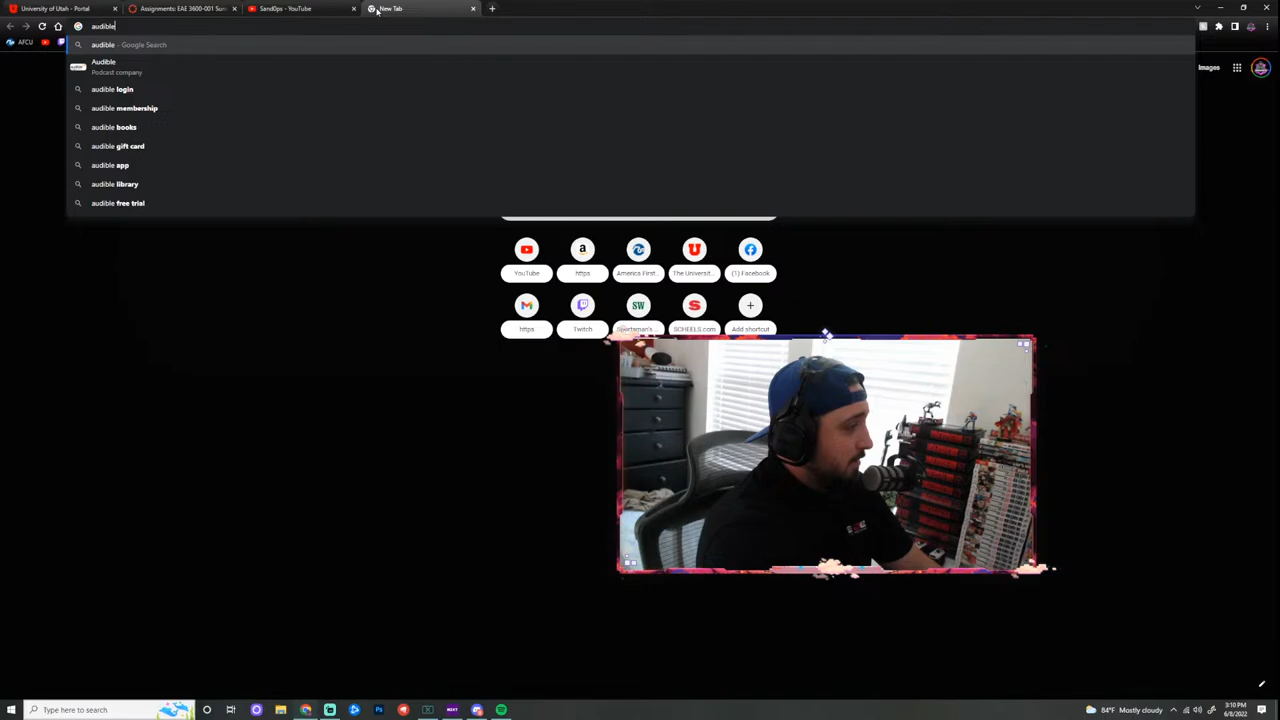 University of Utah - Portal
Assignments: EAE 3600-001 Sum
SandOps - YouTube
New Tab
audible
AFCU
audible - Google Search
Audible
Podcast company
audible login
audible membership
audible books
audible gift card
audible app
audible library
audible free trial
Images
YouTube
https
America First...
The Universit...
(1) Facebook
https
Twitch
Sportsman's ...
SCHEELS.com
Add shortcut
Type here to search
84°F Mostly cloudy
3:10 PM
6/8/2022